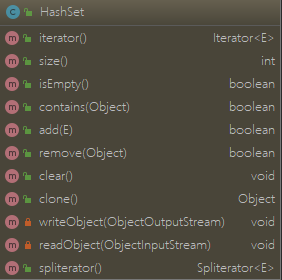 C HashSet
m iterator() Iterator<E>
m size() int
m isEmpty() boolean
m contains(Object) boolean
m add(E) boolean
m remove(Object) boolean
m clear() void
m clone() Object
m writeObject(ObjectOutputStream) void
m readObject(ObjectInputStream) void
m spliterator() Spliterator<E>